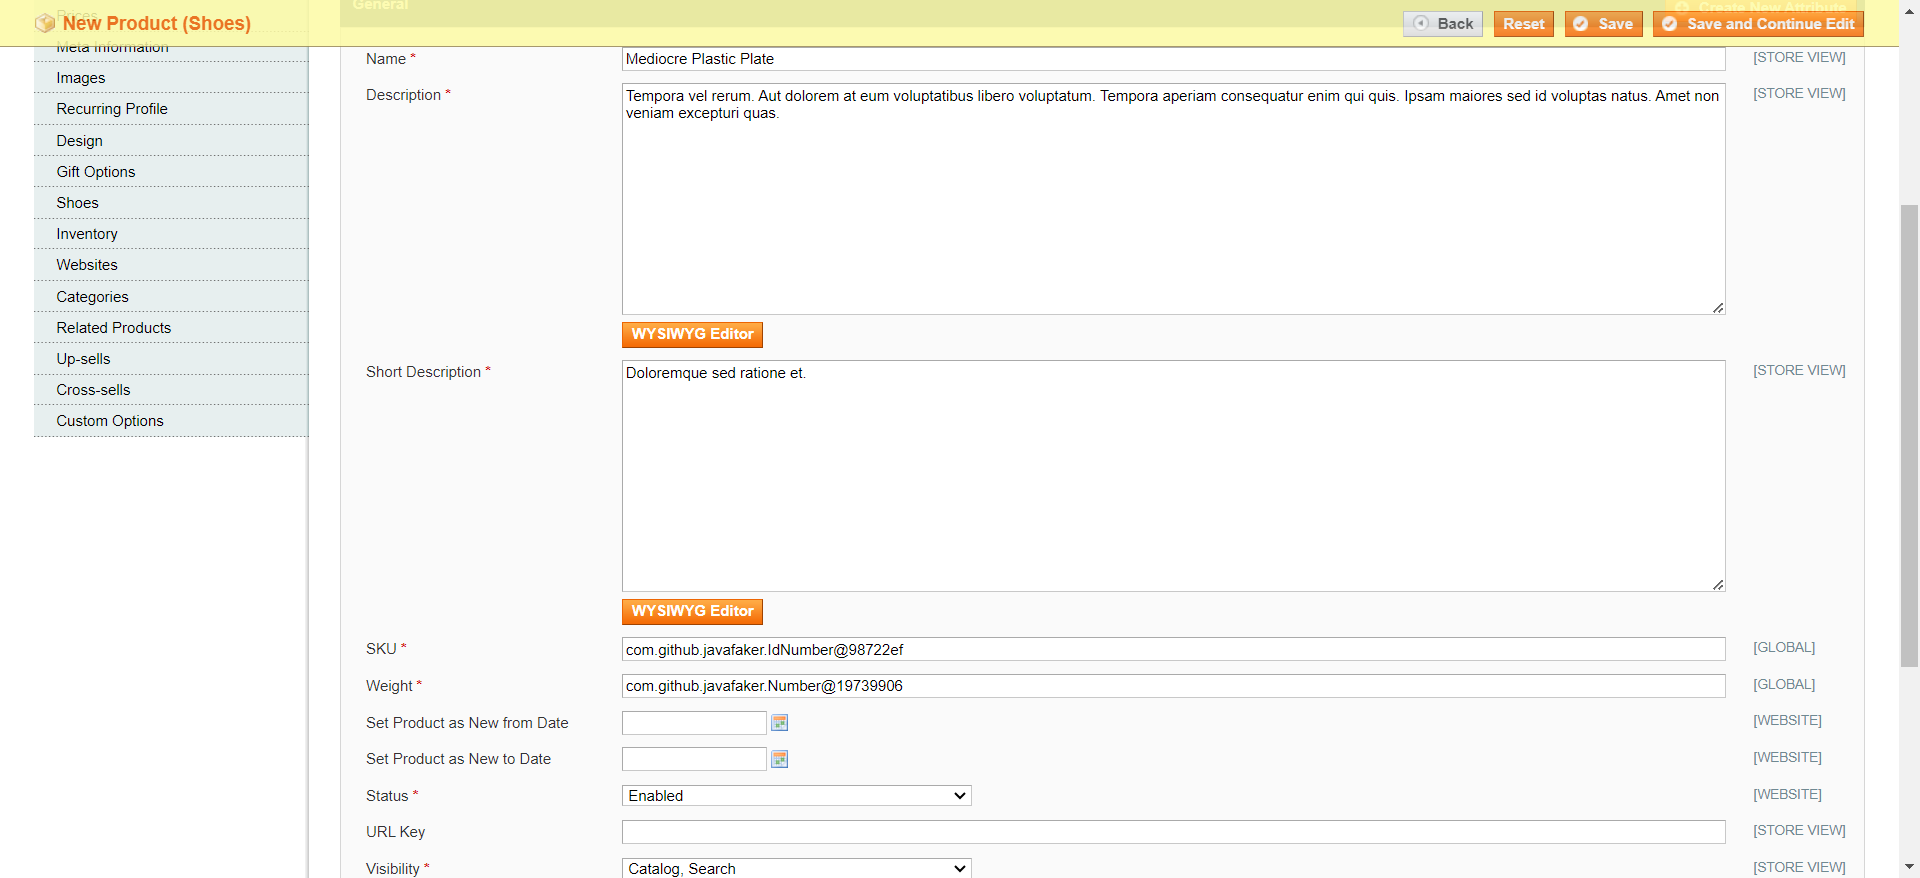 General
Prices
New Product (Shoes)
Create New Attribute
Back
Reset
Save
Save and Continue Edit
Meta Information
Images
Recurring Profile
Design
Gift Options
Shoes
Inventory
Websites
Categories
Related Products
Up-sells
Cross-sells
Custom Options
Name *
Mediocre Plastic Plate
[STORE VIEW]
Description *
Tempora vel rerum. Aut dolorem at eum voluptatibus libero voluptatum. Tempora aperiam consequatur enim qui quis. Ipsam maiores sed id voluptas natus. Amet non
veniam excepturi quas.
[STORE VIEW]
WYSIWYG Editor
Short Description *
Doloremque sed ratione et.
[STORE VIEW]
WYSIWYG Editor
SKU *
com.github.javafaker.IdNumber@98722ef
[GLOBAL]
Weight *
com.github.javafaker.Number@19739906
[GLOBAL]
Set Product as New from Date
[WEBSITE]
Set Product as New to Date
[WEBSITE]
Status *
Enabled
[WEBSITE]
URL Key
[STORE VIEW]
Visibility *
Catalog, Search
[STORE VIEW]